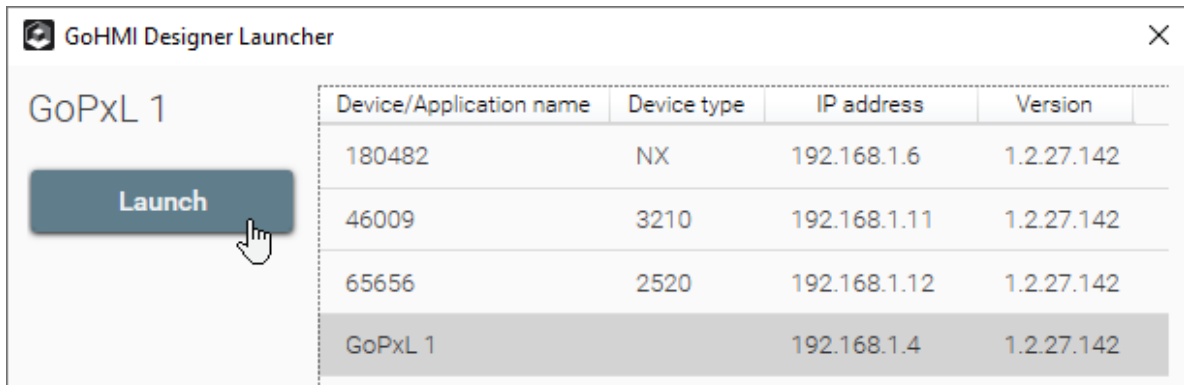 GoHMI Designer Launcher
GoPxL 1
Launch
Device/Application name Device type IP address Version
180482 NX 192.168.1.6 1.2.27.142
46009 3210 192.168.1.11 1.2.27.142
65656 2520 192.168.1.12 1.2.27.142
GoPxL 1 192.168.1.4 1.2.27.142